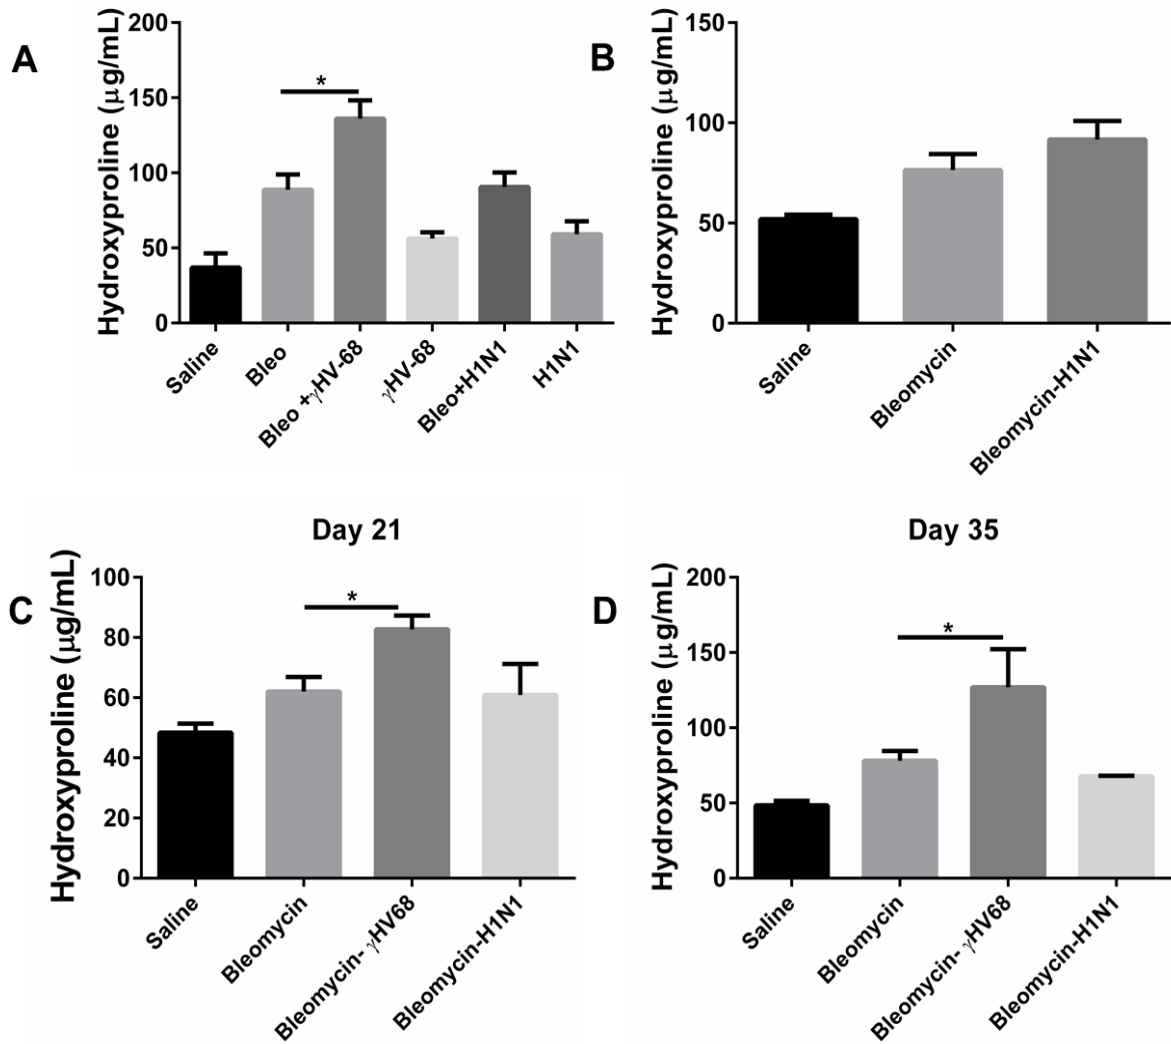 A
Hydroxyproline (µg/mL)
200
150
100
50
0
*
Saline
Bleo
Bleo +γHV-68
γHV-68
Bleo+H1N1
H1N1
B
Hydroxyproline (µg/mL)
150
100
50
0
Saline
Bleomycin
Bleomycin-H1N1
C
Day 21
Hydroxyproline (µg/mL)
100
80
60
40
20
0
*
Saline
Bleomycin
Bleomycin- γHV68
Bleomycin-H1N1
D
Day 35
Hydroxyproline (µg/mL)
200
150
100
50
0
*
Saline
Bleomycin
Bleomycin- γHV68
Bleomycin-H1N1